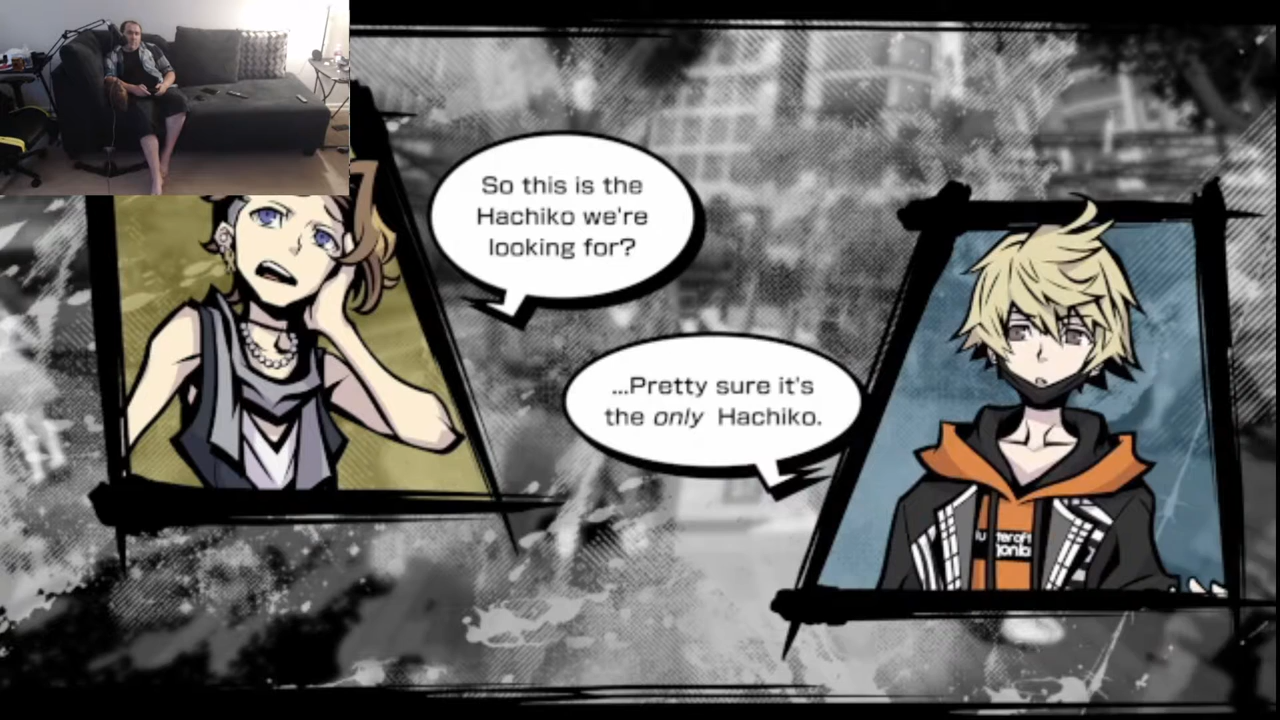 So this is the
Hachiko we're
looking for?
...Pretty sure it's
the only Hachiko.